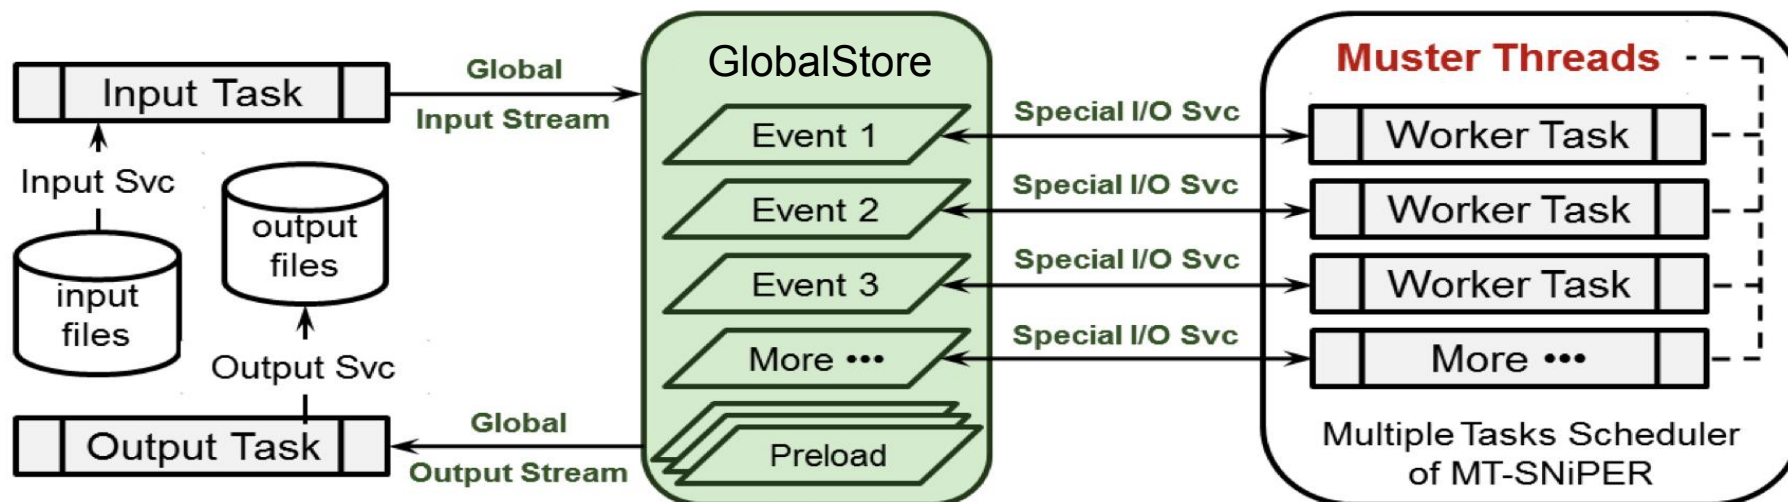 Input Task
Global
Input Stream
Input Svc
input
files
output
files
Output Svc
Output Task
Global
Output Stream
GlobalStore
Event 1
Event 2
Event 3
More •••
Preload
Special I/O Svc
Special I/O Svc
Special I/O Svc
Special I/O Svc
Muster Threads
Worker Task
Worker Task
Worker Task
More •••
Multiple Tasks Scheduler
of MT-SNiPER